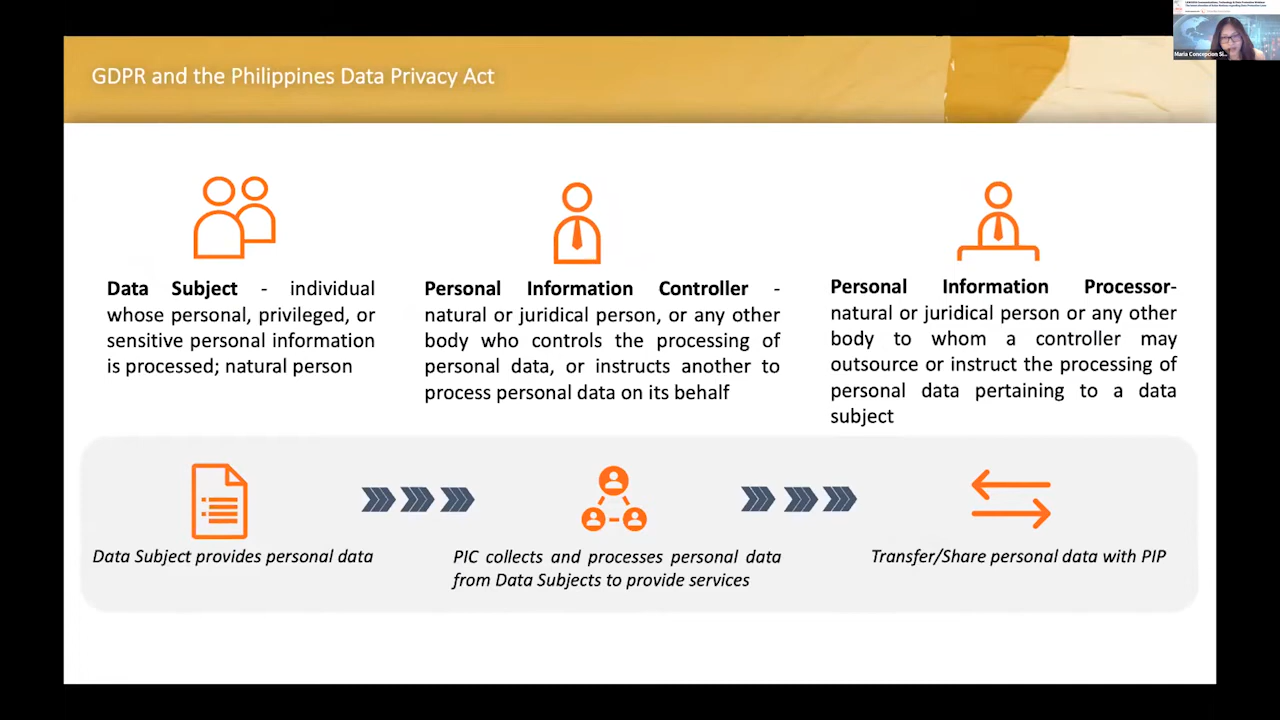 GDPR and the Philippines Data Privacy Act
Maria Concepcion Si...
Data Subject - individual
whose personal, privileged, or
sensitive personal information
is processed; natural person
Personal Information Controller -
natural or juridical person, or any other
body who controls the processing of
personal data, or instructs another to
process personal data on its behalf
Personal Information Processor-
natural or juridical person or any other
body to whom a controller may
outsource or instruct the processing of
personal data pertaining to a data
subject
Data Subject provides personal data
PIC collects and processes personal data
from Data Subjects to provide services
Transfer/Share personal data with PIP